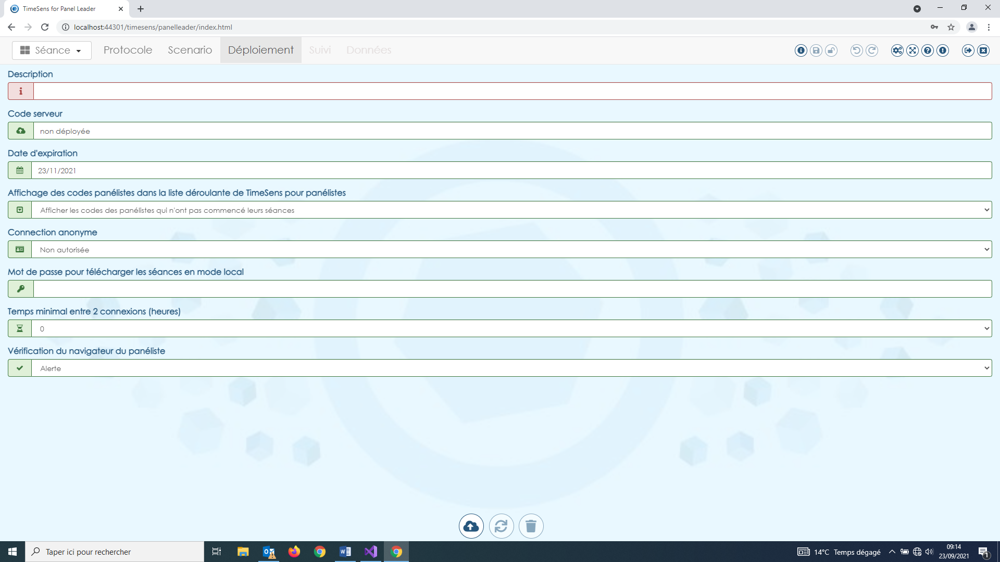 TimeSens for Panel Leader
localhost:44301/timesens/panelleader/index.html
Séance Protocole Scenario Déploiement Suivi Données
Description
Code serveur
non déployée
Date d'expiration
23/11/2021
Affichage des codes panélistes dans la liste déroulante de TimeSens pour panélistes
Afficher les codes des panélistes qui n'ont pas commencé leurs séances
Connection anonyme
Non autorisée
Mot de passe pour télécharger les séances en mode local
Temps minimal entre 2 connexions (heures)
0
Vérification du navigateur du panéliste
Alerte
Taper ici pour rechercher
14°C Temps dégagé
09:14
23/09/2021
1